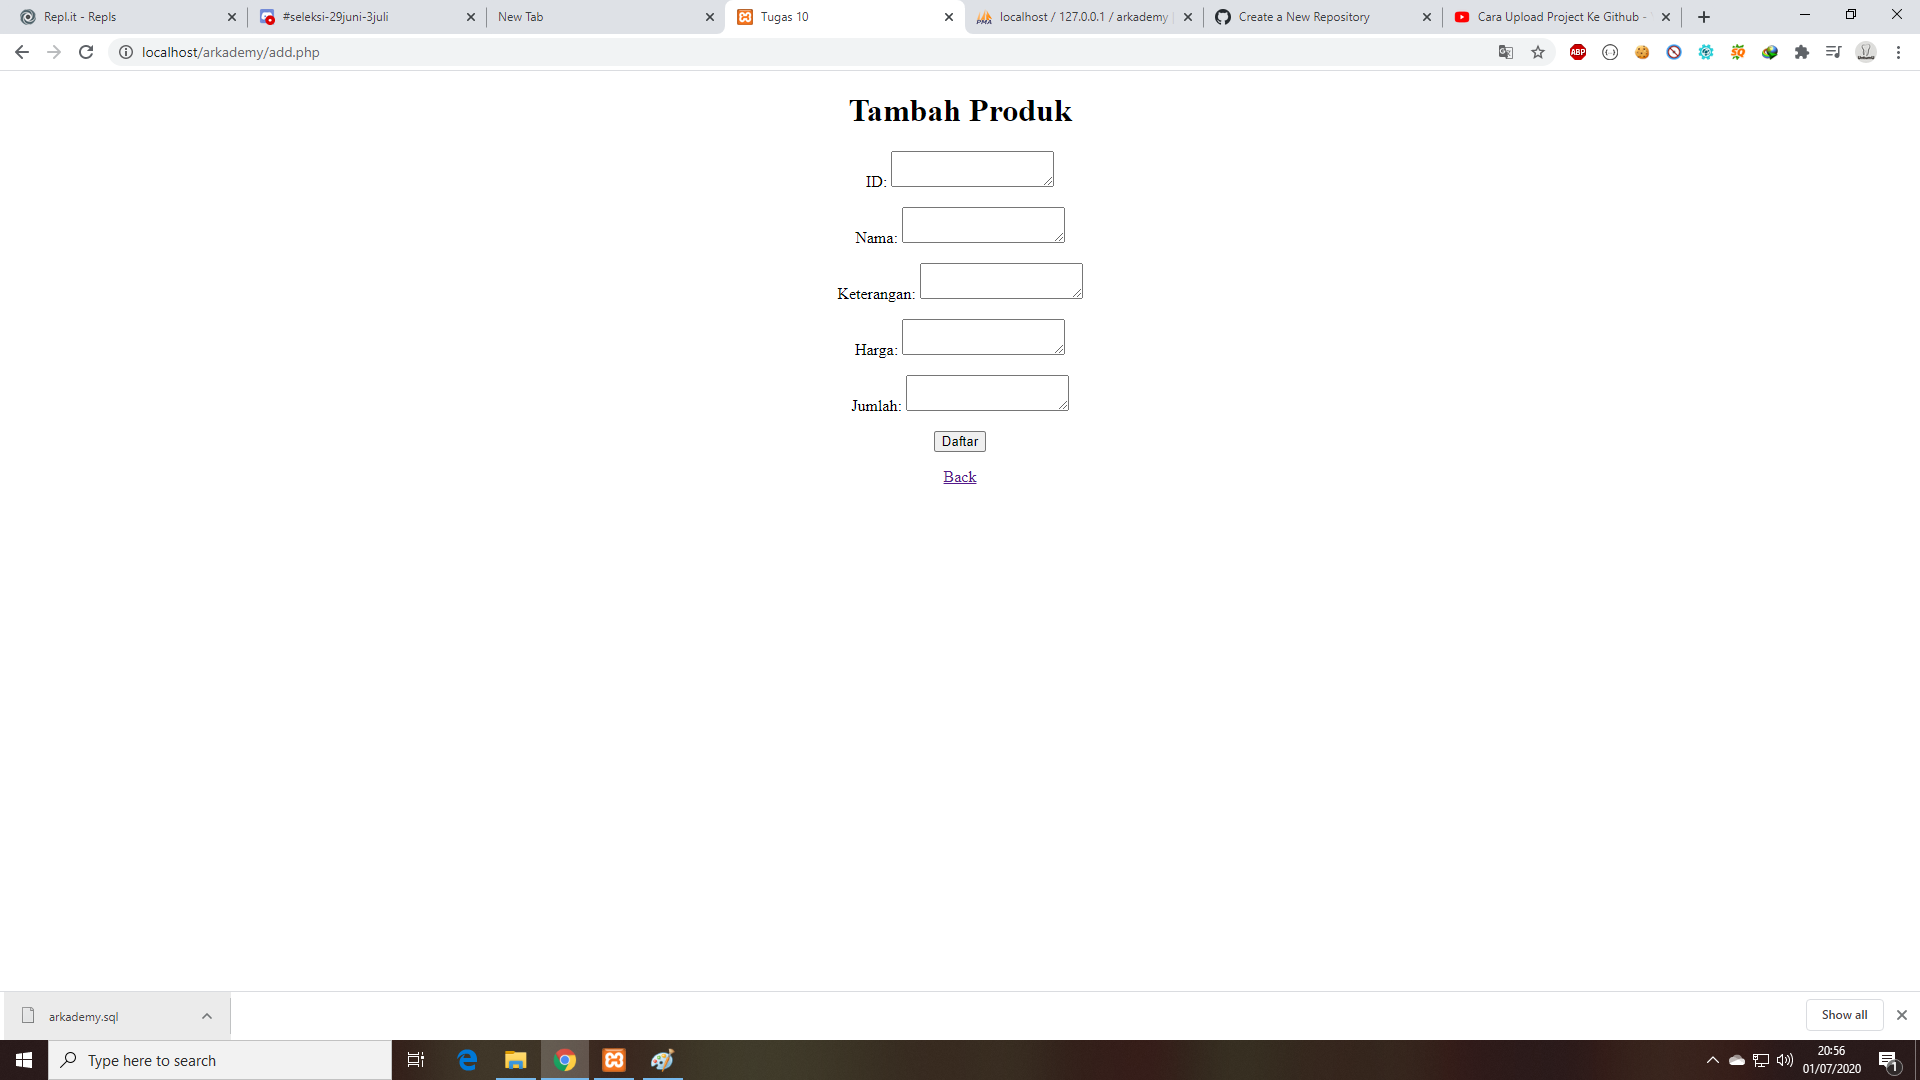 Repl.it - Repls
#seleksi-29juni-3juli
New Tab
Tugas 10
localhost / 127.0.0.1 / arkademy
Create a New Repository
Cara Upload Project Ke Github -
localhost/arkademy/add.php
ABP
Tambah Produk
ID:
Nama:
Keterangan:
Harga:
Jumlah:
Daftar
Back
arkademy.sql
Show all
Type here to search
20:56
01/07/2020
1